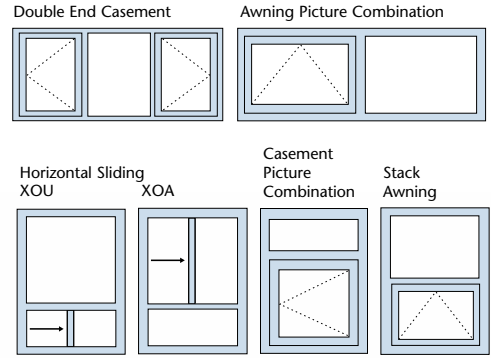 Double End Casement
Awning Picture Combination
Horizontal Sliding
XOU
XOA
Casement
Picture
Combination
Stack
Awning